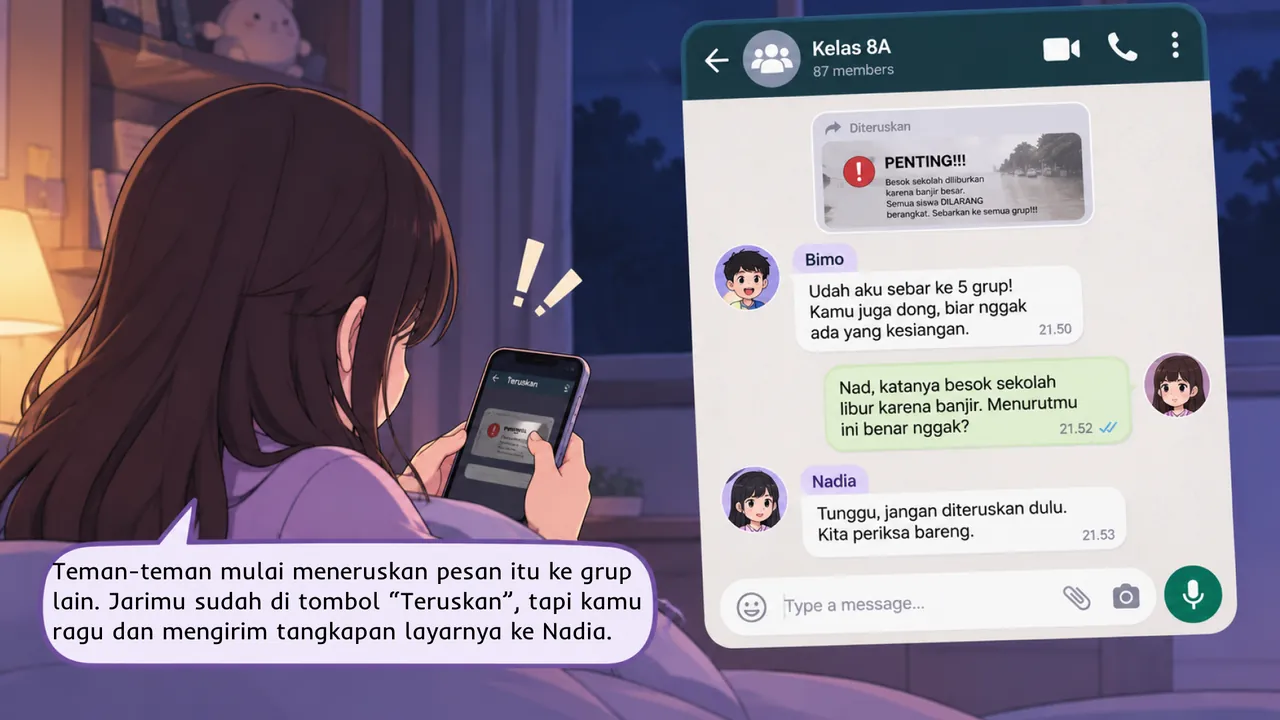 Kelas 8A
87 members
Diteruskan
PENTING!!!
Besok sekolah diliburkan
karena banjir besar.
Semua siswa DILARANG
berangkat. Sebarkan ke semua grup!!!
Bimo
Udah aku sebar ke 5 grup!
Kamu juga dong, biar nggak
ada yang kesiangan.
21.50
Nad, katanya besok sekolah
libur karena banjir. Menurutmu
ini benar nggak?
21.52
Nadia
Tunggu, jangan diteruskan dulu.
Kita periksa bareng.
21.53
Type a message...
Teruskan
Teman-teman mulai meneruskan pesan itu ke grup
lain. Jarimu sudah di tombol “Teruskan”, tapi kamu
ragu dan mengirim tangkapan layarnya ke Nadia.